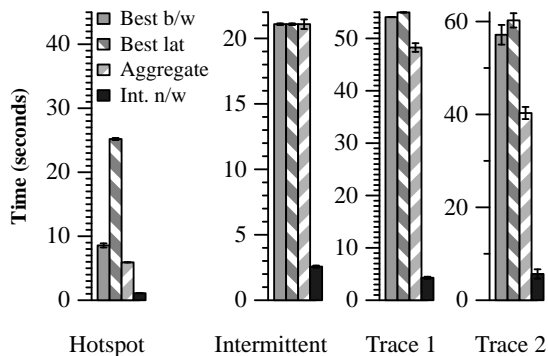 Time (seconds)
Best b/w
Best lat
Aggregate
Int. n/w
40
30
20
10
0
Hotspot
20
15
10
5
2
0
Intermittent
50
40
30
20
10
0
Trace 1
60
40
20
0
Trace 2